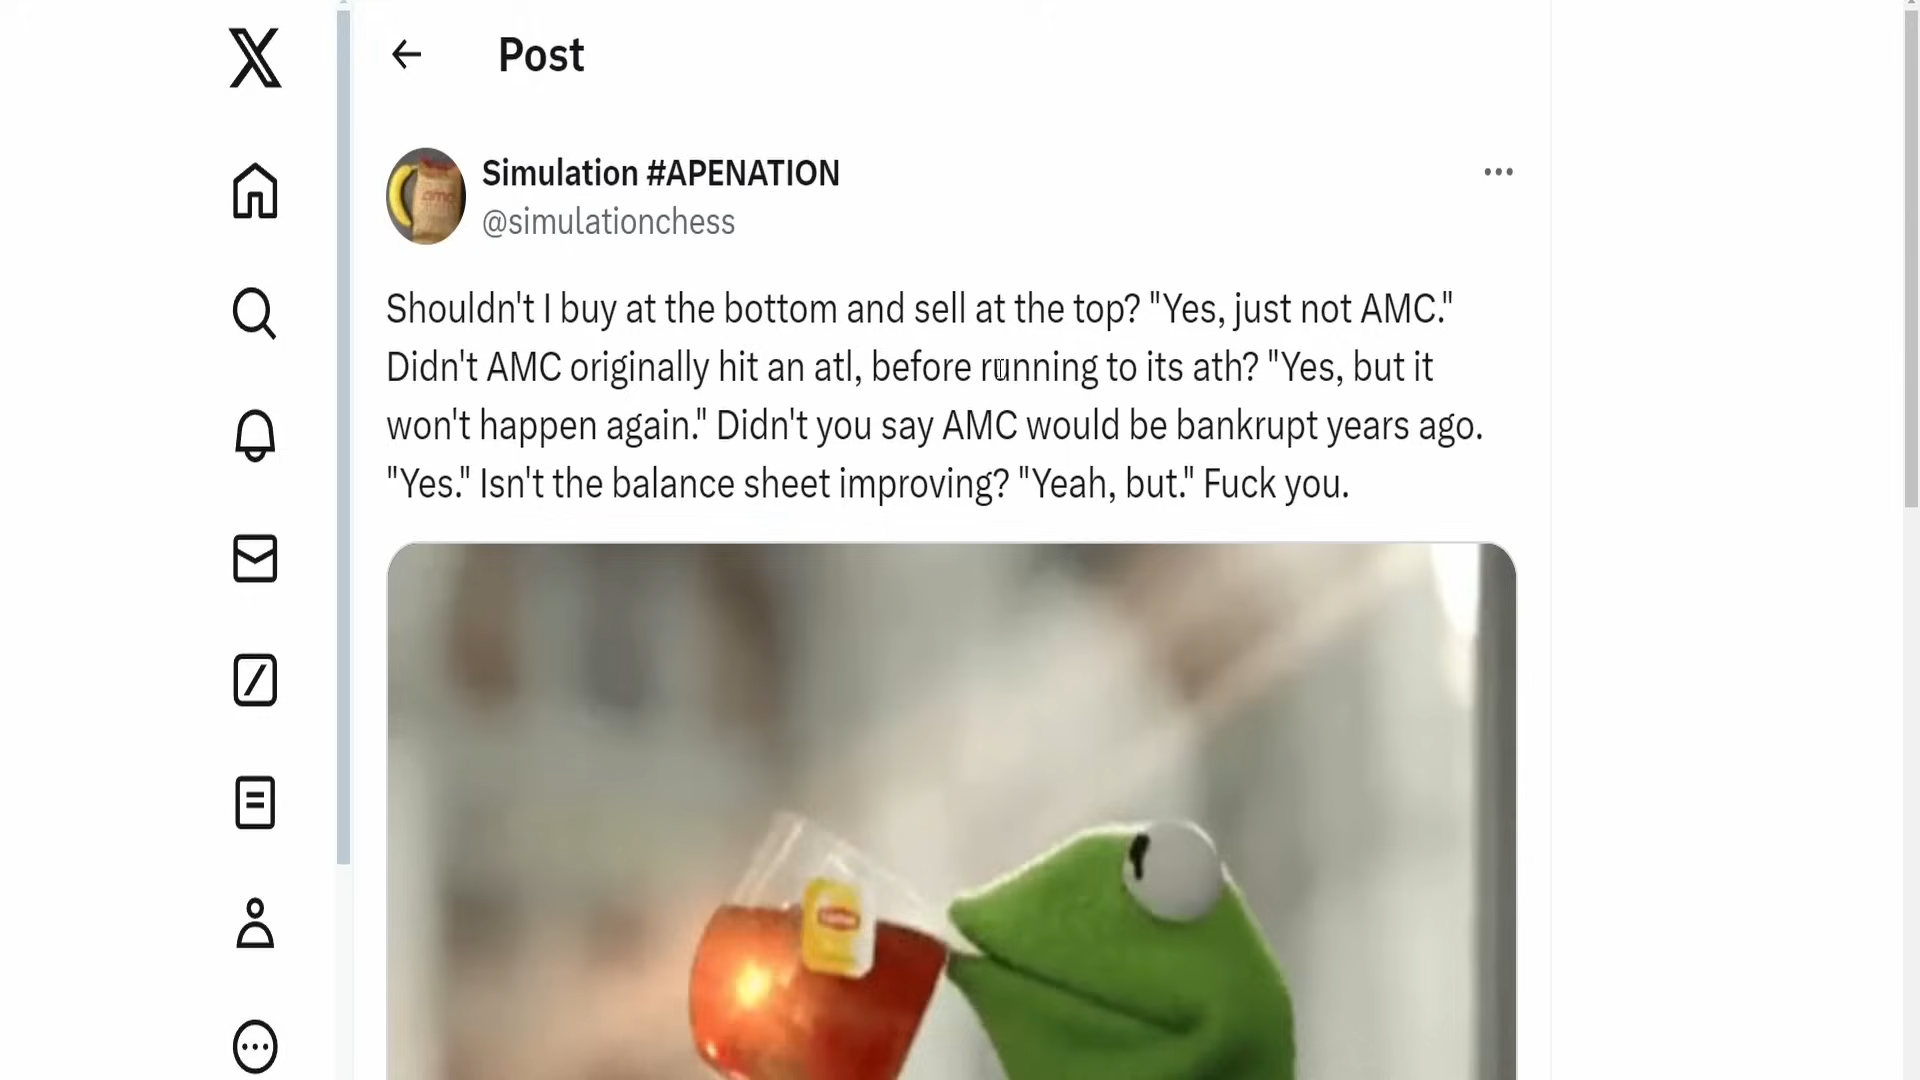 Post
Simulation #APENATION
@simulationchess
Shouldn't I buy at the bottom and sell at the top? "Yes, just not AMC."
Didn't AMC originally hit an atl, before running to its ath? "Yes, but it
won't happen again." Didn't you say AMC would be bankrupt years ago.
"Yes." Isn't the balance sheet improving? "Yeah, but." Fuck you.
amc
Lipton